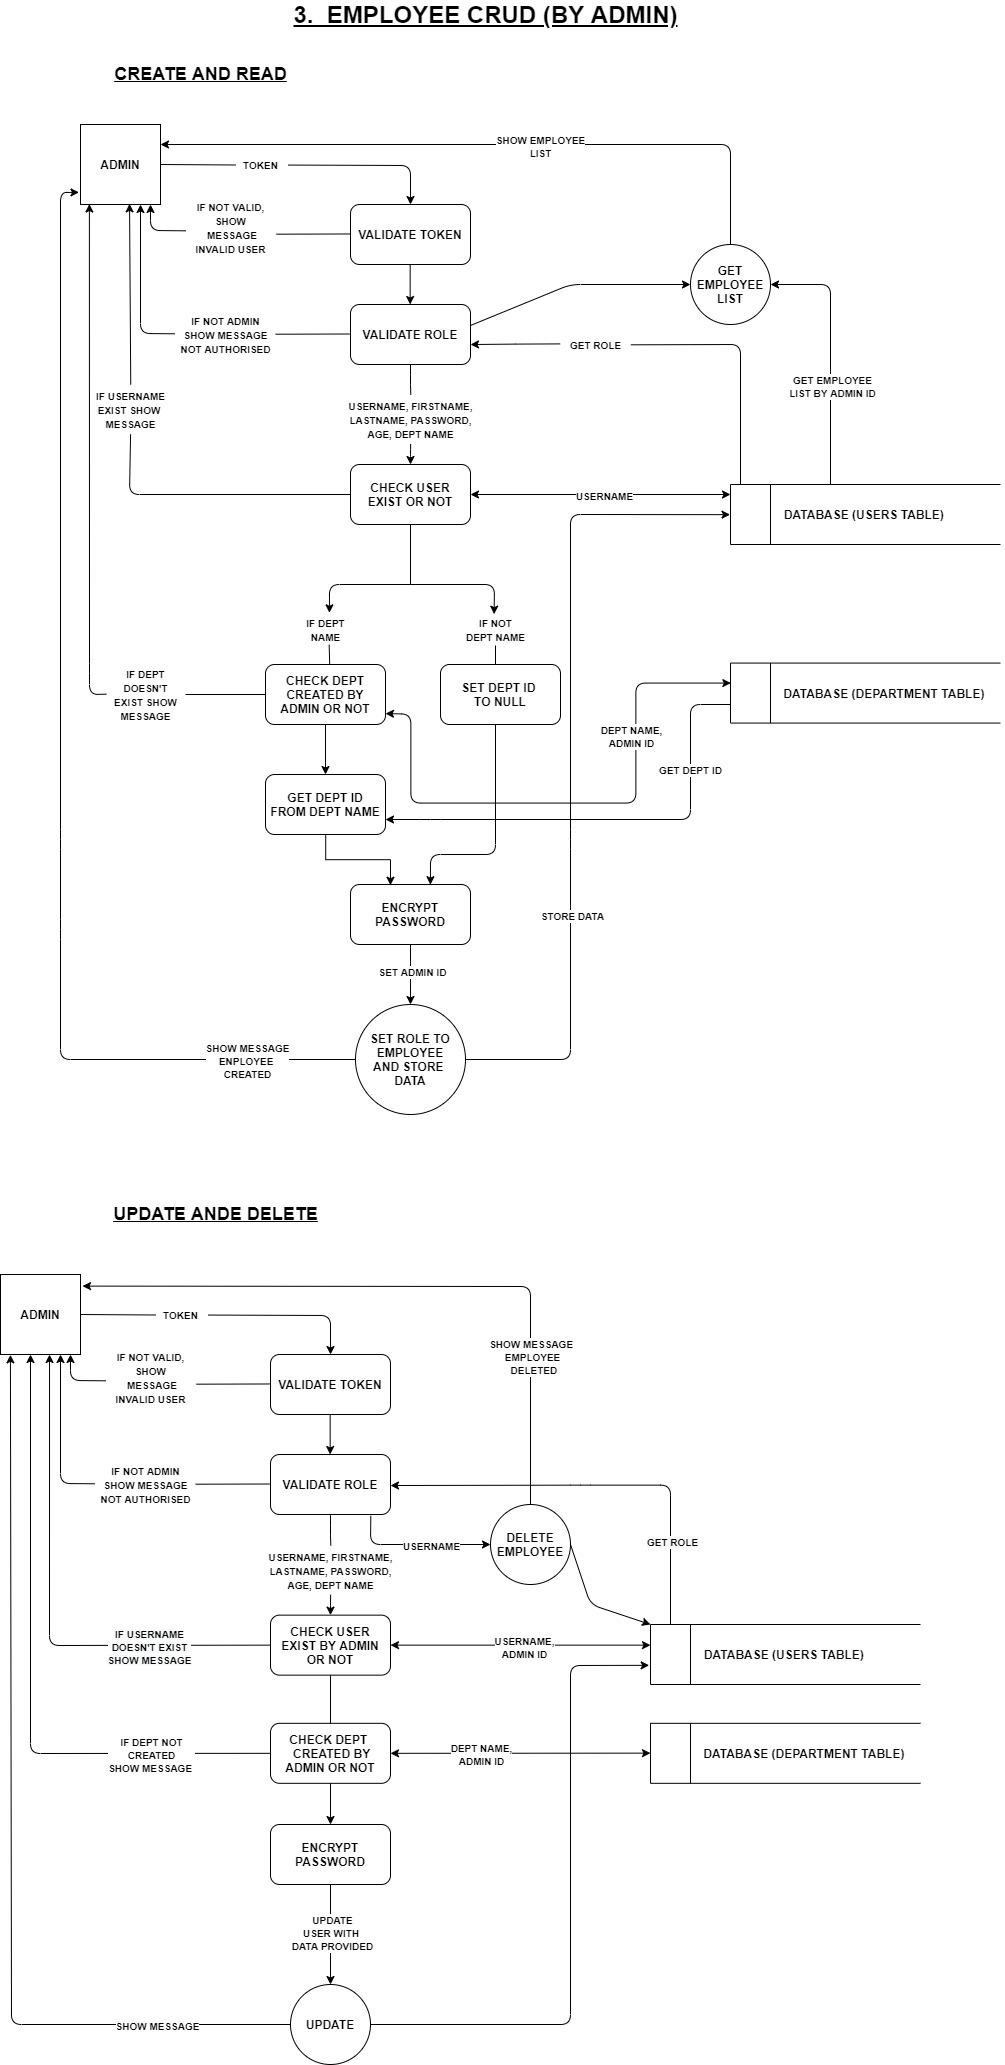 3.  EMPLOYEE CRUD (BY ADMIN)
CREATE AND READ
ADMIN
SHOW EMPLOYEE
LIST
TOKEN
IF NOT VALID,
SHOW
MESSAGE
INVALID USER
VALIDATE TOKEN
GET
EMPLOYEE
LIST
IF NOT ADMIN
SHOW MESSAGE
NOT AUTHORISED
VALIDATE ROLE
GET ROLE
GET EMPLOYEE
LIST BY ADMIN ID
IF USERNAME
EXIST SHOW
MESSAGE
USERNAME, FIRSTNAME,
LASTNAME, PASSWORD,
AGE, DEPT NAME
CHECK USER
EXIST OR NOT
USERNAME
DATABASE (USERS TABLE)
IF DEPT
NAME
IF NOT
DEPT NAME
IF DEPT
DOESN'T
EXIST SHOW
MESSAGE
CHECK DEPT
CREATED BY
ADMIN OR NOT
SET DEPT ID
TO NULL
DATABASE (DEPARTMENT TABLE)
DEPT NAME,
ADMIN ID
GET DEPT ID
GET DEPT ID
FROM DEPT NAME
ENCRYPT
PASSWORD
STORE DATA
SET ADMIN ID
SHOW MESSAGE
ENPLOYEE
CREATED
SET ROLE TO
EMPLOYEE
AND STORE
DATA
UPDATE ANDE DELETE
ADMIN
TOKEN
SHOW MESSAGE
EMPLOYEE
DELETED
IF NOT VALID,
SHOW
MESSAGE
INVALID USER
VALIDATE TOKEN
IF NOT ADMIN
SHOW MESSAGE
NOT AUTHORISED
VALIDATE ROLE
USERNAME
DELETE
EMPLOYEE
GET ROLE
USERNAME, FIRSTNAME,
LASTNAME, PASSWORD,
AGE, DEPT NAME
IF USERNAME
DOESN'T EXIST
SHOW MESSAGE
CHECK USER
EXIST BY ADMIN
OR NOT
USERNAME,
ADMIN ID
DATABASE (USERS TABLE)
IF DEPT NOT
CREATED
SHOW MESSAGE
CHECK DEPT
CREATED BY
ADMIN OR NOT
DEPT NAME,
ADMIN ID
DATABASE (DEPARTMENT TABLE)
ENCRYPT
PASSWORD
UPDATE
USER WITH
DATA PROVIDED
SHOW MESSAGE
UPDATE